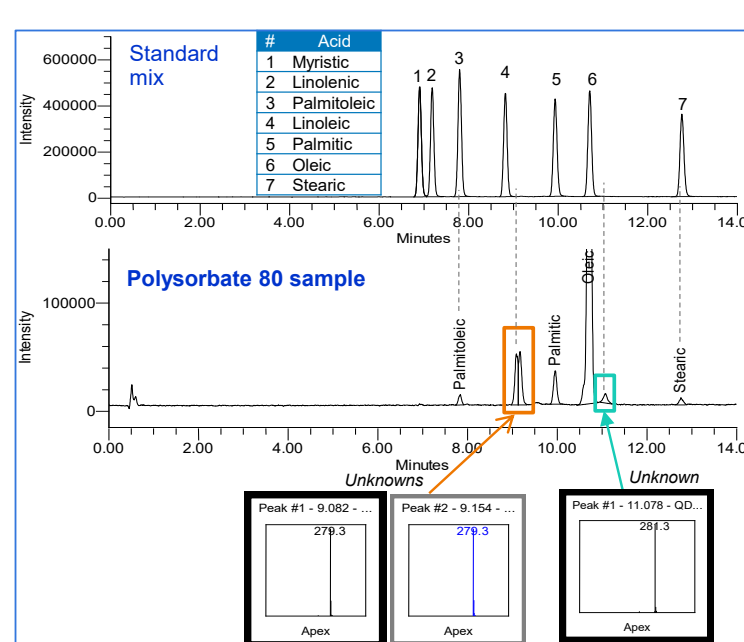 Standard
mix
# Acid
1 Myristic
2 Linolenic
3 Palmitoleic
4 Linoleic
5 Palmitic
6 Oleic
7 Stearic
1 2 3 4 5 6 7
Intensity
600000
400000
200000
0
0.00 2.00 4.00 6.00 8.00 10.00 12.00 14.0
Minutes
Polysorbate 80 sample
Intensity
100000
0
Palmitoleic
Palmitic
Oleic
Stearic
0.00 2.00 4.00 6.00 8.00 10.00 12.00 14.0
Minutes
Unknowns
Unknown
Peak #1 - 9.082 - ...
279.3
Apex
Peak #2 - 9.154 - ...
279.3
Apex
Peak #1 - 11.078 - QD...
281.3
Apex